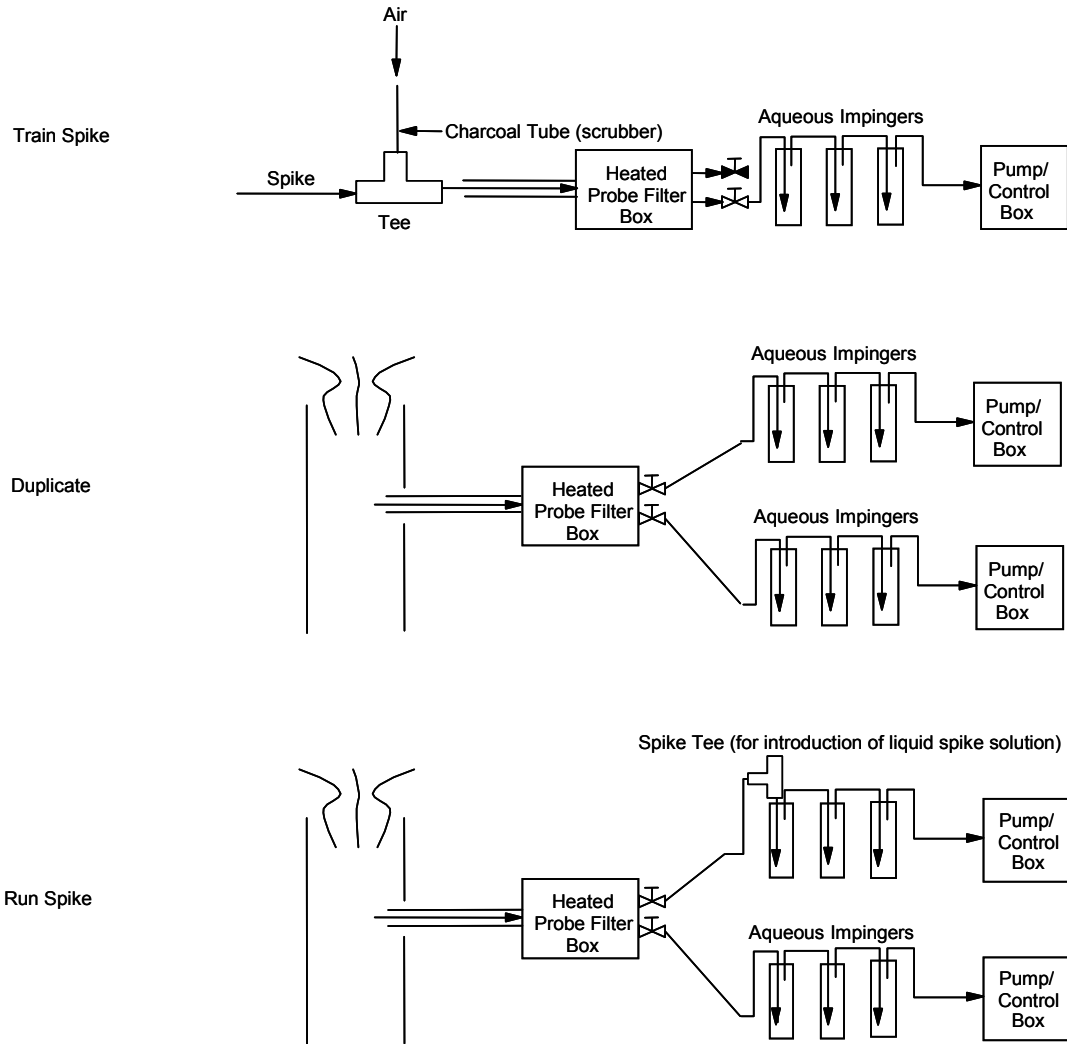 Air
Train Spike
Charcoal Tube (scrubber)
Aqueous Impingers
Spike
Tee
Heated
Probe Filter
Box
Pump/
Control
Box
Duplicate
Aqueous Impingers
Heated
Probe Filter
Box
Pump/
Control
Box
Aqueous Impingers
Pump/
Control
Box
Run Spike
Spike Tee (for introduction of liquid spike solution)
Heated
Probe Filter
Box
Pump/
Control
Box
Aqueous Impingers
Pump/
Control
Box